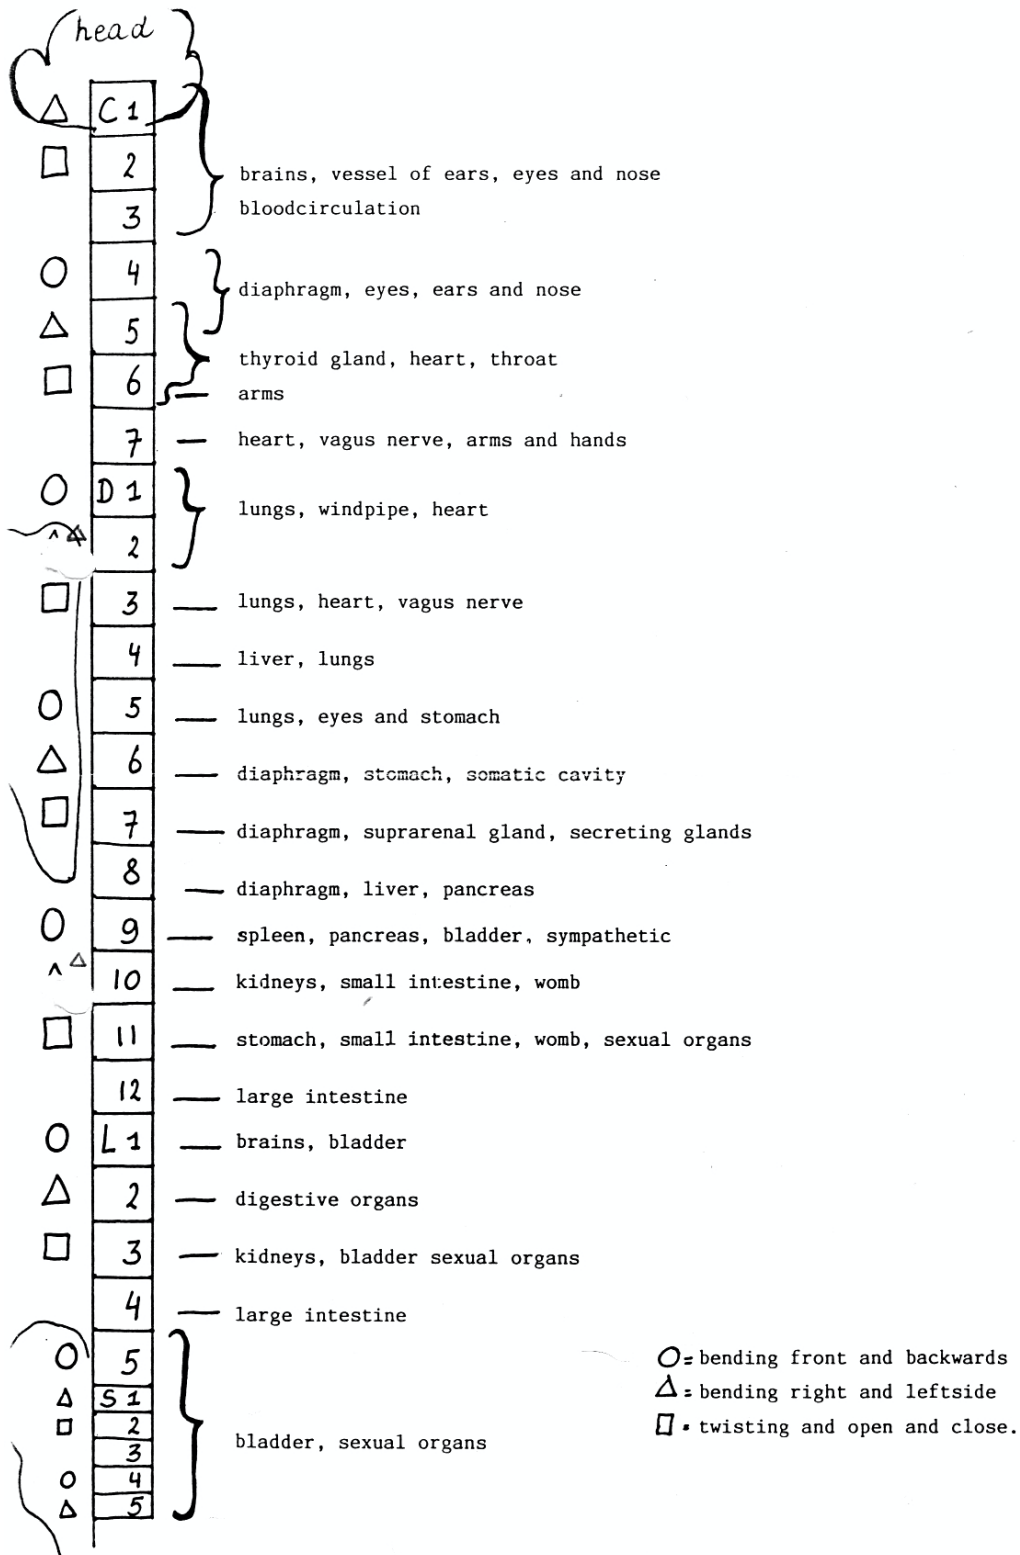 head
C 1
2
3
brains, vessel of ears, eyes and nose
bloodcirculation
4
diaphragm, eyes, ears and nose
5
thyroid gland, heart, throat
6
arms
7
heart, vagus nerve, arms and hands
D 1
lungs, windpipe, heart
2
3
lungs, heart, vagus nerve
4
liver, lungs
5
lungs, eyes and stomach
6
diaphragm, stomach, somatic cavity
7
diaphragm, suprarenal gland, secreting glands
8
diaphragm, liver, pancreas
9
spleen, pancreas, bladder, sympathetic
10
kidneys, small intestine, womb
11
stomach, small intestine, womb, sexual organs
12
large intestine
L 1
brains, bladder
2
digestive organs
3
kidneys, bladder sexual organs
4
large intestine
5
S 1
2
3
4
5
bladder, sexual organs
O = bending front and backwards
△ = bending right and leftside
□ = twisting and open and close.